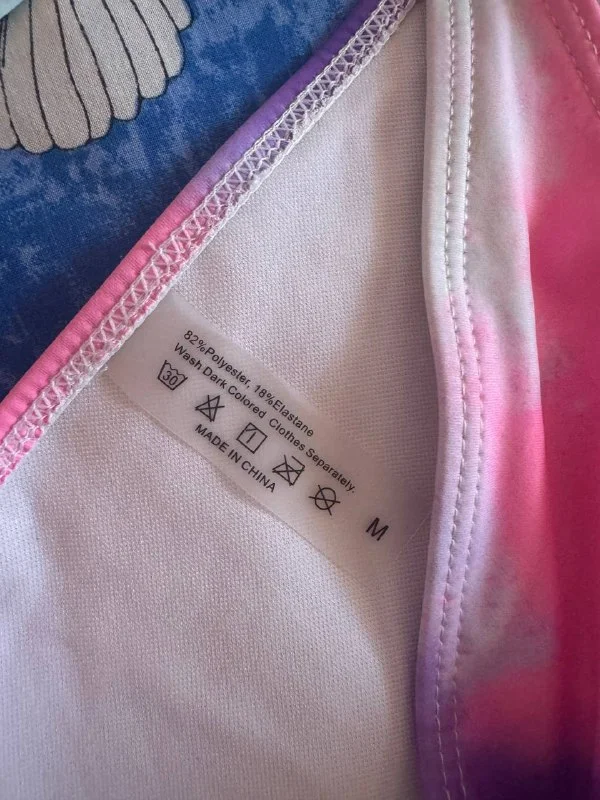 82%Polyester, 18%Elastane
Wash Dark Colored Clothes Separately.
30
MADE IN CHINA
M